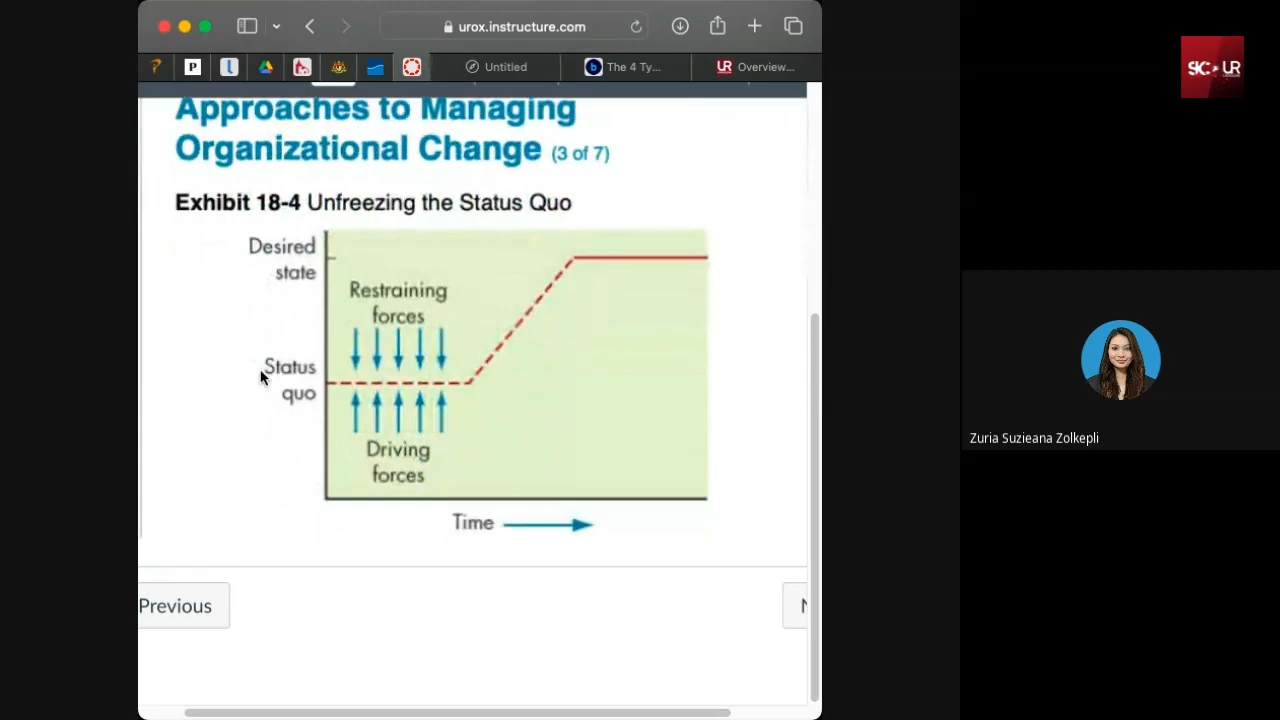 urox.instructure.com
P
Untitled
b The 4 Ty...
UR Overview...
Approaches to Managing
Organizational Change (3 of 7)
Exhibit 18-4 Unfreezing the Status Quo
Desired
state
Restraining
forces
Status
quo
Driving
forces
Time
Previous
UR
Zuria Suzieana Zolkepli